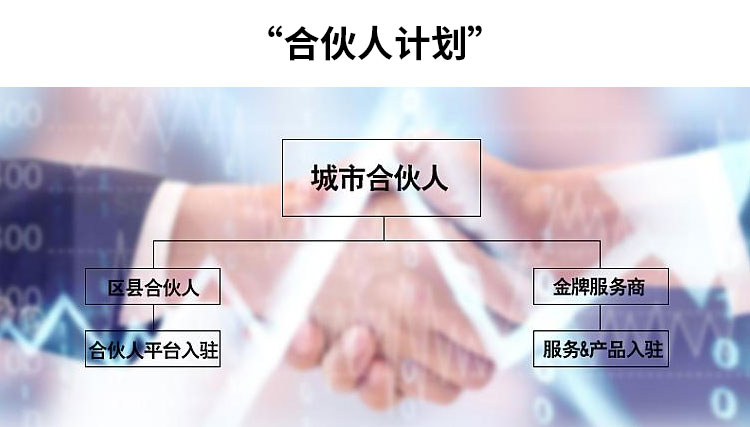 “合伙人计划”
城市合伙人
区县合伙人
金牌服务商
合伙人平台入驻
服务&产品入驻